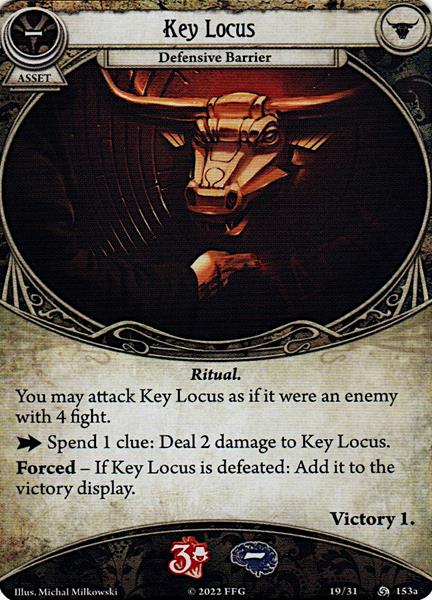 Key Locus
Defensive Barrier
ASSET
Ritual.
You may attack Key Locus as if it were an enemy
with 4 fight.
Spend 1 clue: Deal 2 damage to Key Locus.
Forced – If Key Locus is defeated: Add it to the
victory display.
Victory 1.
3 -
Illus. Michal Milkowski © 2022 FFG 19/31 153a